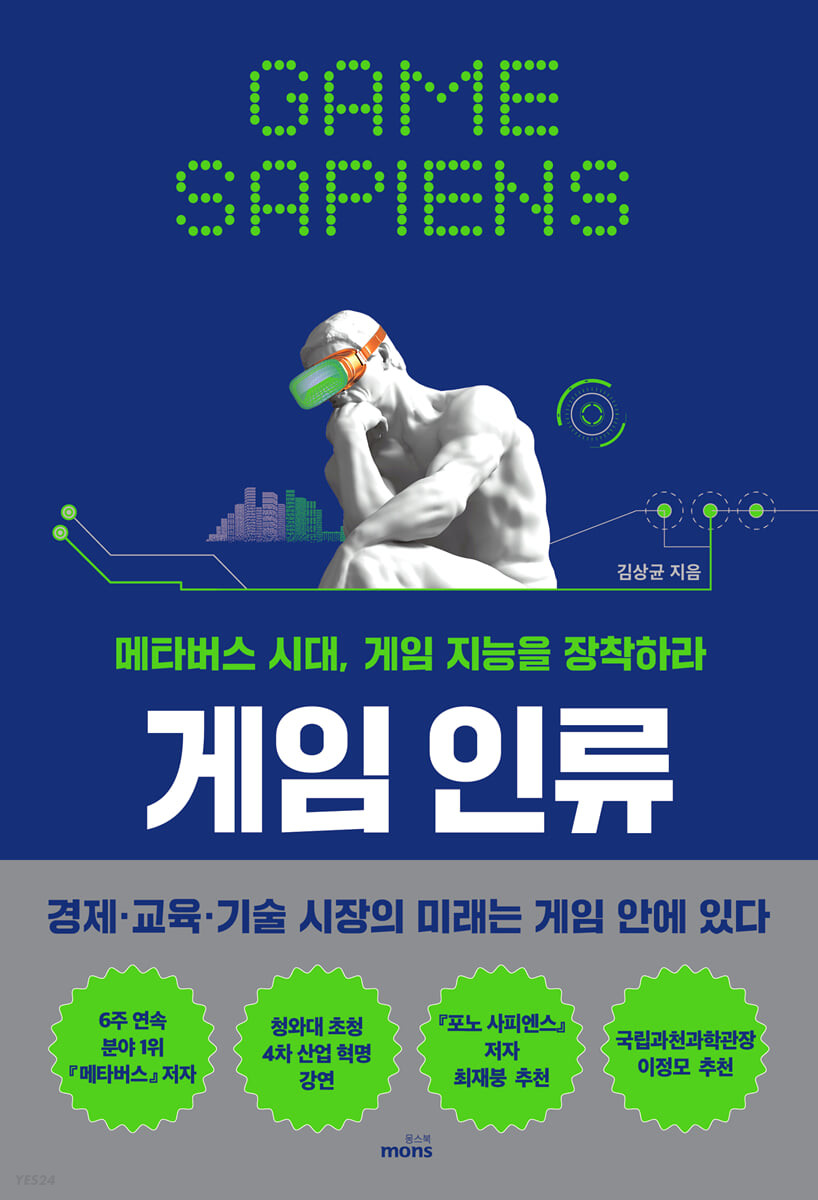 GAME
SAPIENS
김상균 지음
메타버스 시대, 게임 지능을 장착하라
게임 인류
경제·교육·기술 시장의 미래는 게임 안에 있다
6주 연속
분야 1위
『메타버스』 저자
청와대 초청
4차 산업 혁명
강연
『포노 사피엔스』
저자
최재붕 추천
국립과천과학관장
이정모 추천
몽스북
mons
YES24